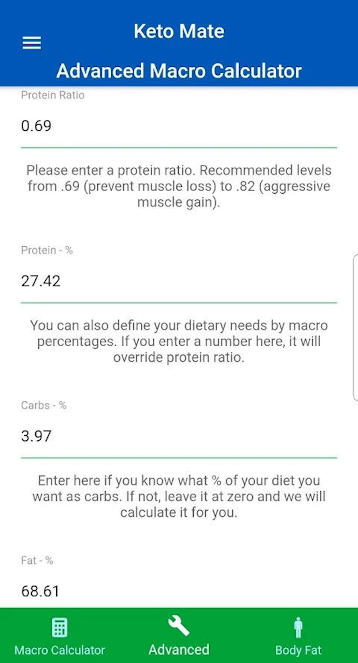 Keto Mate
Advanced Macro Calculator
Protein Ratio
0.69
Please enter a protein ratio. Recommended levels
from .69 (prevent muscle loss) to .82 (aggressive
muscle gain).
Protein - %
27.42
You can also define your dietary needs by macro
percentages. If you enter a number here, it will
override protein ratio.
Carbs - %
3.97
Enter here if you know what % of your diet you
want as carbs. If not, leave it at zero and we will
calculate it for you.
Fat - %
68.61
Macro Calculator
Advanced
Body Fat